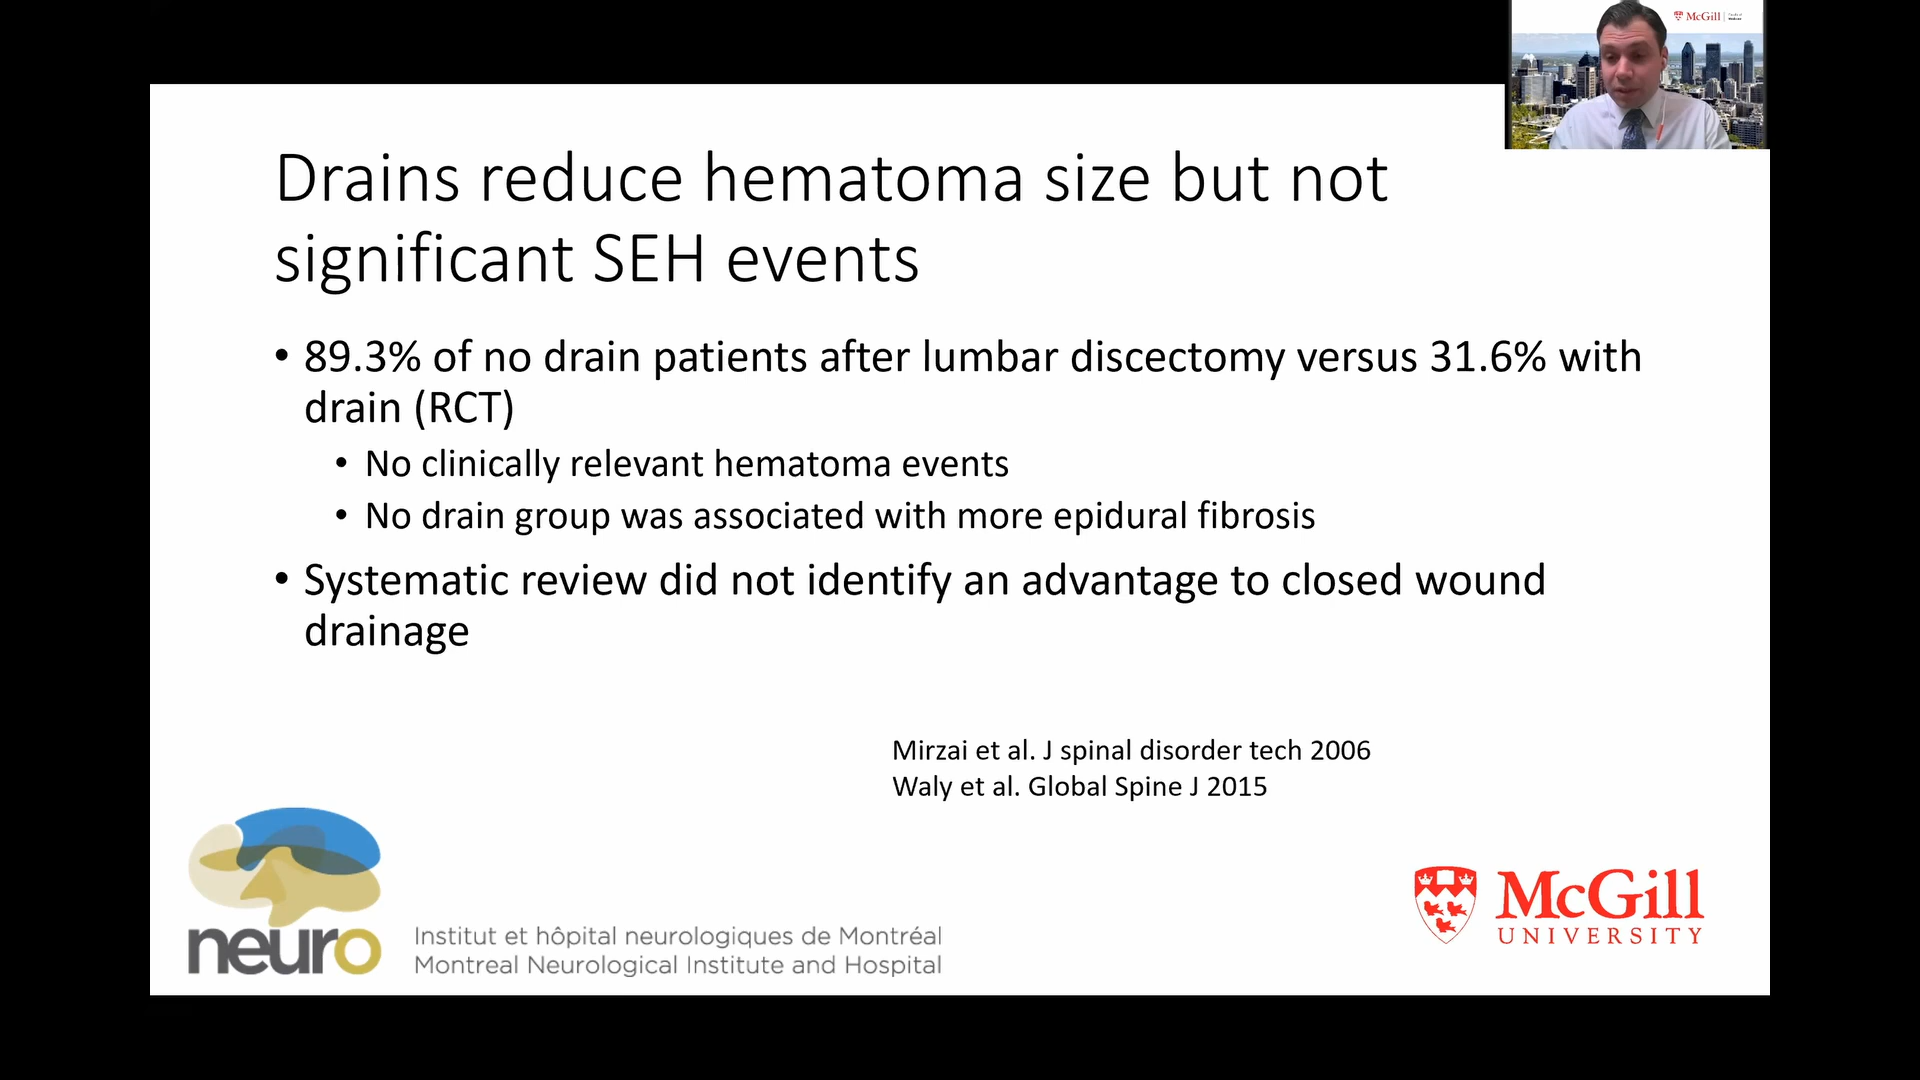 McGill
Drains reduce hematoma size but not
significant SEH events
• 89.3% of no drain patients after lumbar discectomy versus 31.6% with
drain (RCT)
• No clinically relevant hematoma events
• No drain group was associated with more epidural fibrosis
• Systematic review did not identify an advantage to closed wound
drainage
Mirzai et al. J spinal disorder tech 2006
Waly et al. Global Spine J 2015
neuro
Institut et hôpital neurologiques de Montréal
Montreal Neurological Institute and Hospital
McGill
UNIVERSITY